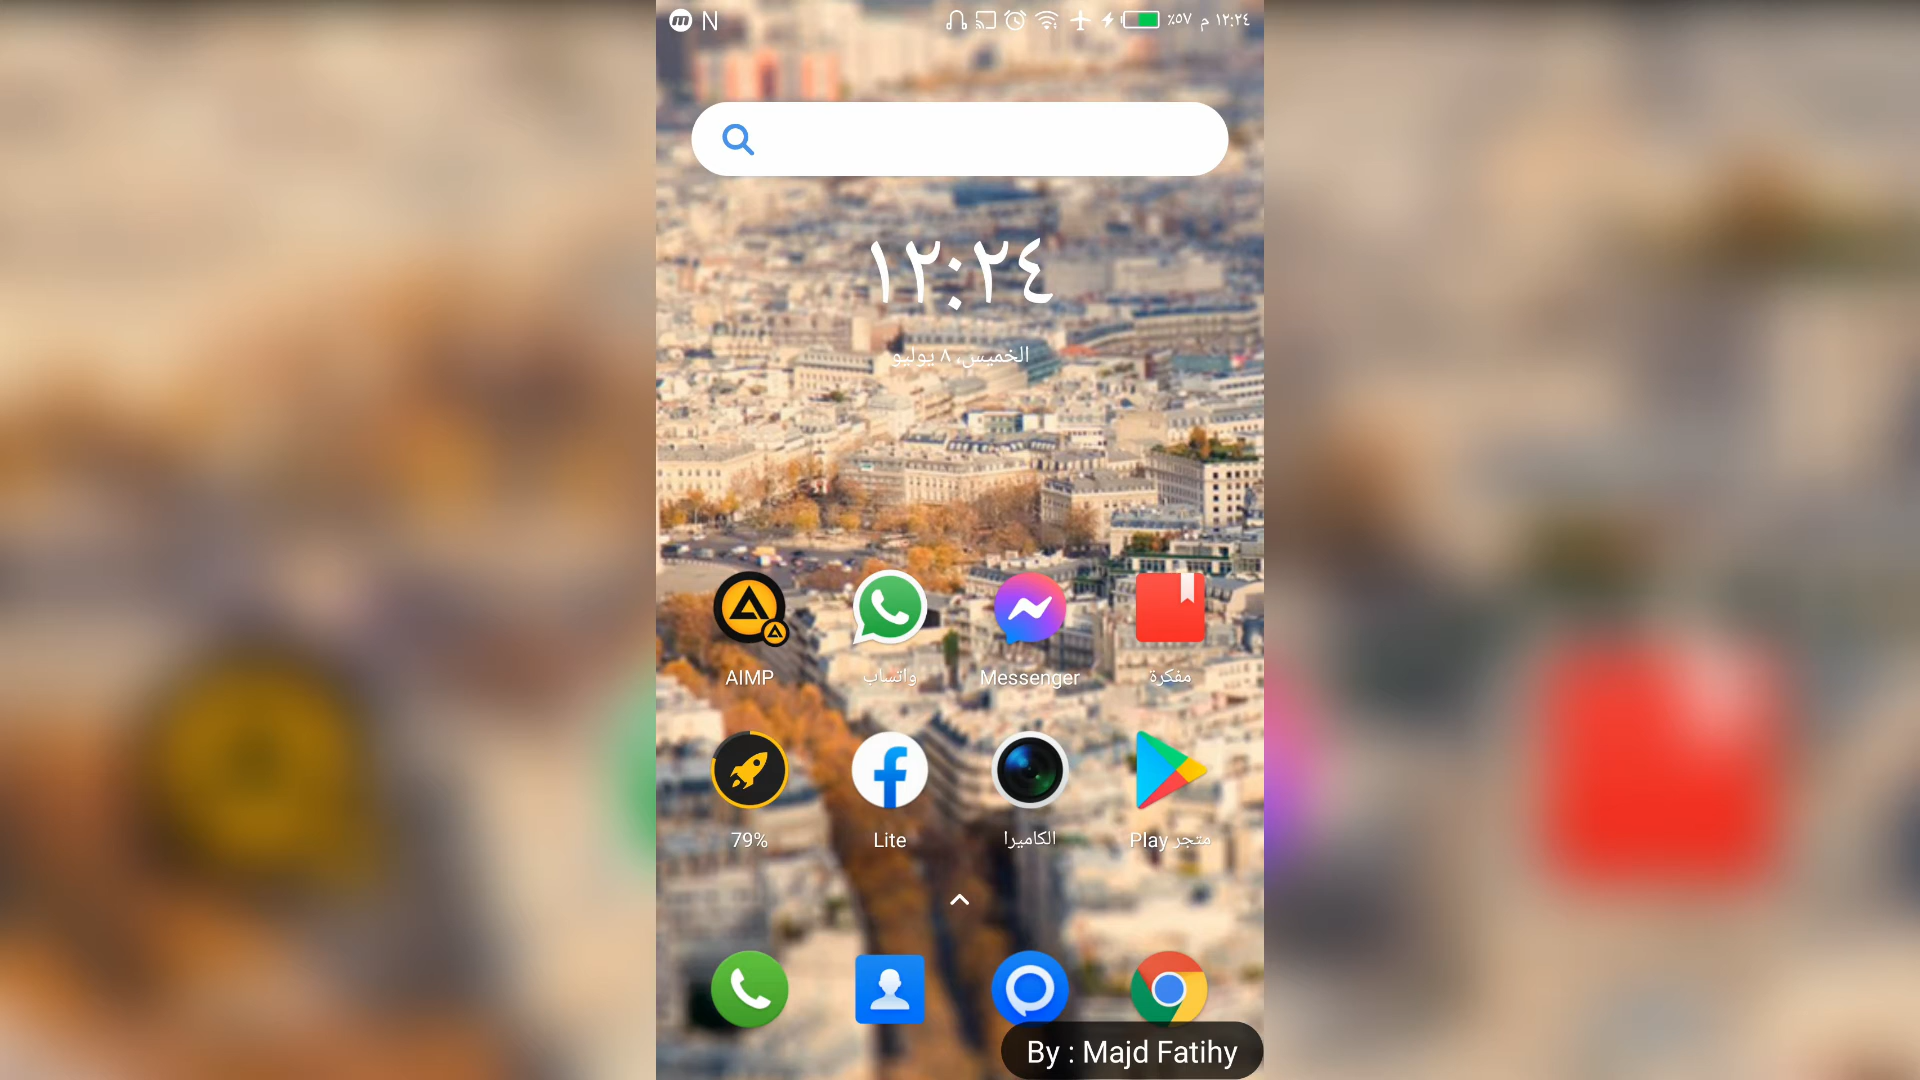 N ٪٥٧ ١٢:٢٤ م
١٢:٢٤
الخميس، ٨ يوليو
AIMP واتساب Messenger مفكرة
79% Lite الكاميرا متجر Play
By : Majd Fatihy